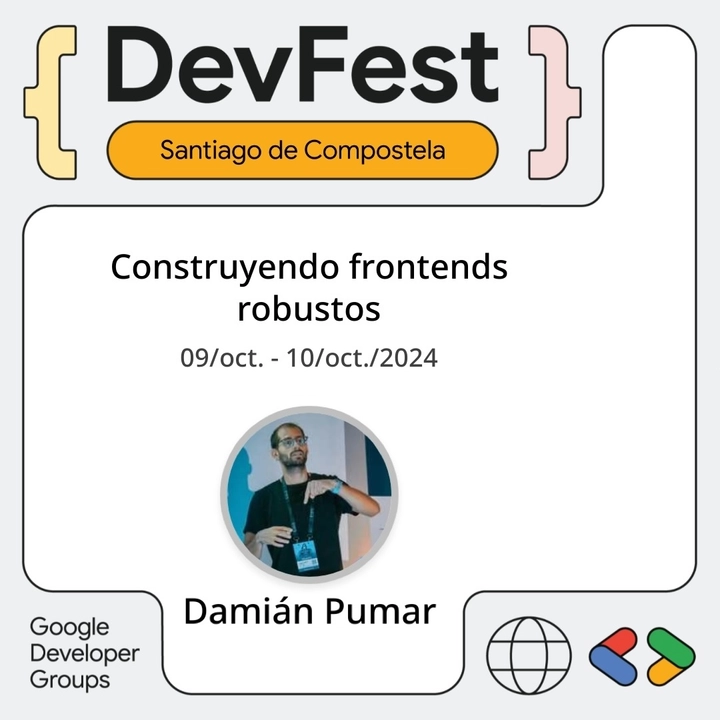 DevFest
Santiago de Compostela
Construyendo frontends
robustos
09/oct. - 10/oct./2024
Damián Pumar
Google
Developer
Groups